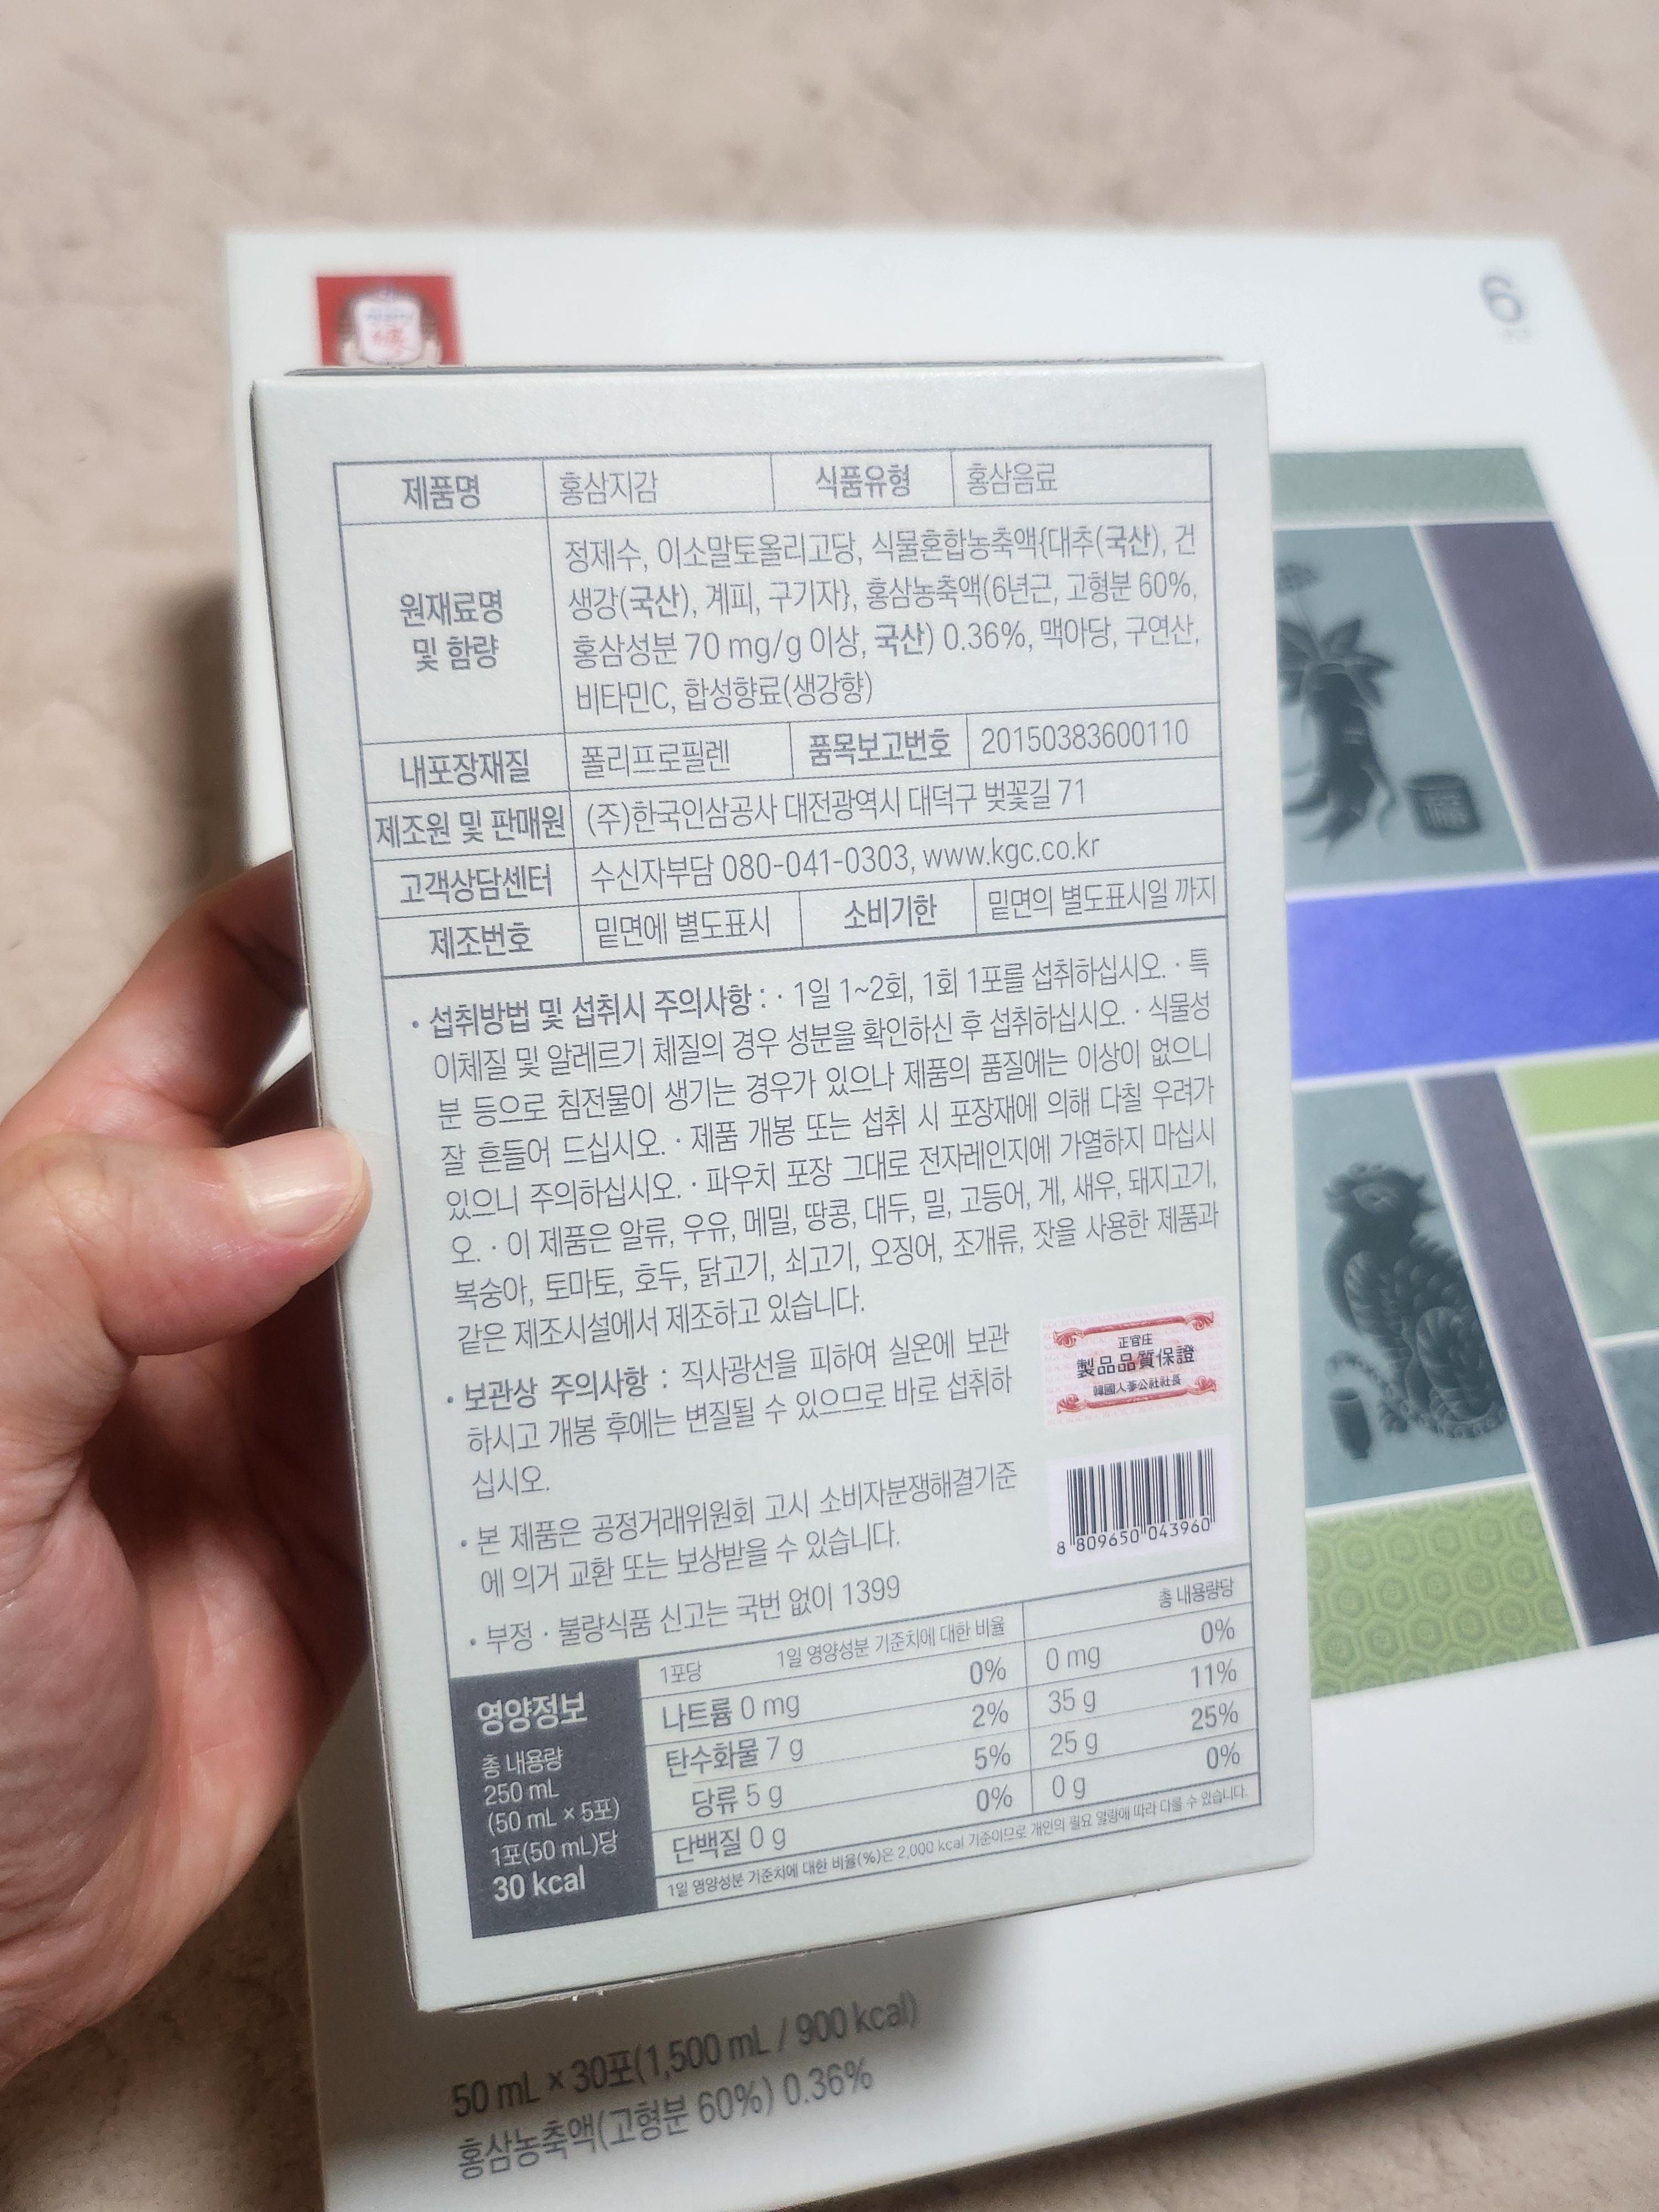 6
제품명 홍삼지감 식품유형 홍삼음료
원재료명
및 함량
정제수, 이소말토올리고당, 식물혼합농축액{대추(국산), 건
생강(국산), 계피, 구기자}, 홍삼농축액(6년근, 고형분 60%,
홍삼성분 70 mg/g 이상, 국산) 0.36%, 맥아당, 구연산,
비타민C, 합성향료(생강향)
내포장재질 폴리프로필렌 품목보고번호 20150383600110
제조원 및 판매원 (주)한국인삼공사 대전광역시 대덕구 벚꽃길 71
고객상담센터 수신자부담 080-041-0303, www.kgc.co.kr
제조번호 밑면에 별도표시 소비기한 밑면의 별도표시일 까지
• 섭취방법 및 섭취시 주의사항 : · 1일 1~2회, 1회 1포를 섭취하십시오. · 특
이체질 및 알레르기 체질의 경우 성분을 확인하신 후 섭취하십시오. · 식물성
분 등으로 침전물이 생기는 경우가 있으나 제품의 품질에는 이상이 없으니
잘 흔들어 드십시오. · 제품 개봉 또는 섭취 시 포장재에 의해 다칠 우려가
있으니 주의하십시오. · 파우치 포장 그대로 전자레인지에 가열하지 마십시
오. · 이 제품은 알류, 우유, 메밀, 땅콩, 대두, 밀, 고등어, 게, 새우, 돼지고기,
복숭아, 토마토, 호두, 닭고기, 쇠고기, 오징어, 조개류, 잣을 사용한 제품과
같은 제조시설에서 제조하고 있습니다.
• 보관상 주의사항 : 직사광선을 피하여 실온에 보관
하시고 개봉 후에는 변질될 수 있으므로 바로 섭취하
십시오.
正官庄
製品品質保證
韓國人蔘公社社長
• 본 제품은 공정거래위원회 고시 소비자분쟁해결기준
에 의거 교환 또는 보상받을 수 있습니다.
8 809650 043960
• 부정 · 불량식품 신고는 국번 없이 1399
영양정보
총 내용량
250 mL
(50 mL × 5포)
1포(50 mL)당
30 kcal
1포당 1일 영양성분 기준치에 대한 비율 총 내용량당
나트륨 0 mg 0% 0 mg 0%
탄수화물 7 g 2% 35 g 11%
당류 5 g 5% 25 g 25%
단백질 0 g 0% 0 g 0%
1일 영양성분 기준치에 대한 비율(%)은 2,000 kcal 기준이므로 개인의 필요 열량에 따라 다를 수 있습니다.
50 mL × 30포(1,500 mL / 900 kcal)
홍삼농축액(고형분 60%) 0.36%